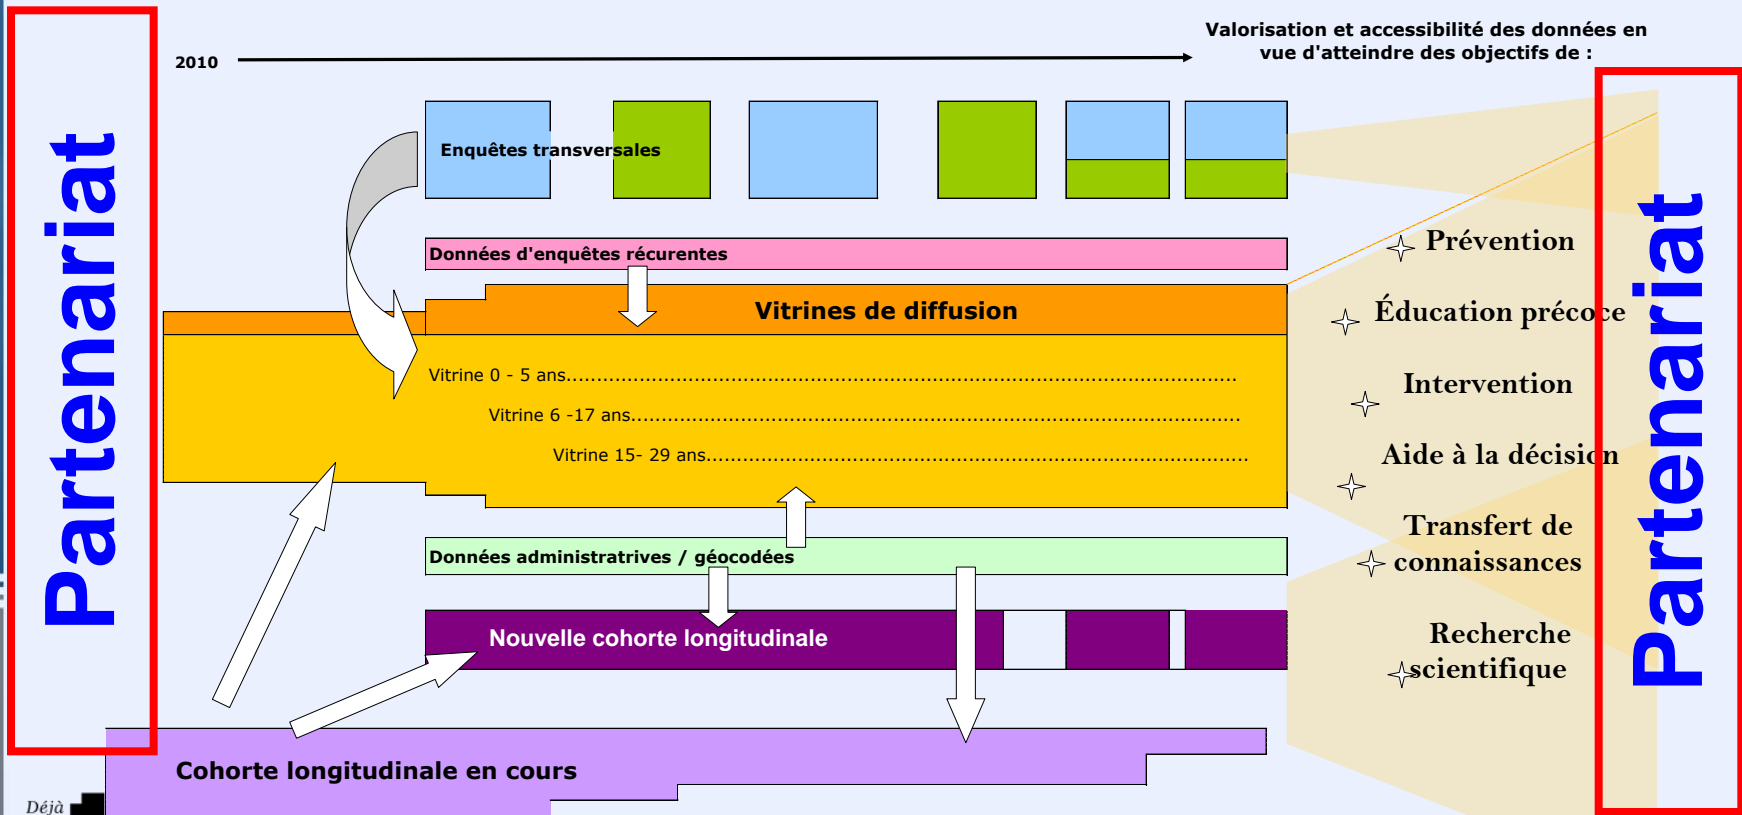 Partenariat
2010
Valorisation et accessibilité des données en
vue d'atteindre des objectifs de :
Enquêtes transversales
Données d'enquêtes récurentes
Vitrines de diffusion
Vitrine 0 - 5 ans
Vitrine 6 -17 ans
Vitrine 15- 29 ans
Données administratrives / géocodées
Nouvelle cohorte longitudinale
Cohorte longitudinale en cours
Déjà
Prévention
Éducation précoce
Intervention
Aide à la décision
Transfert de
connaissances
Recherche
scientifique
Partenariat